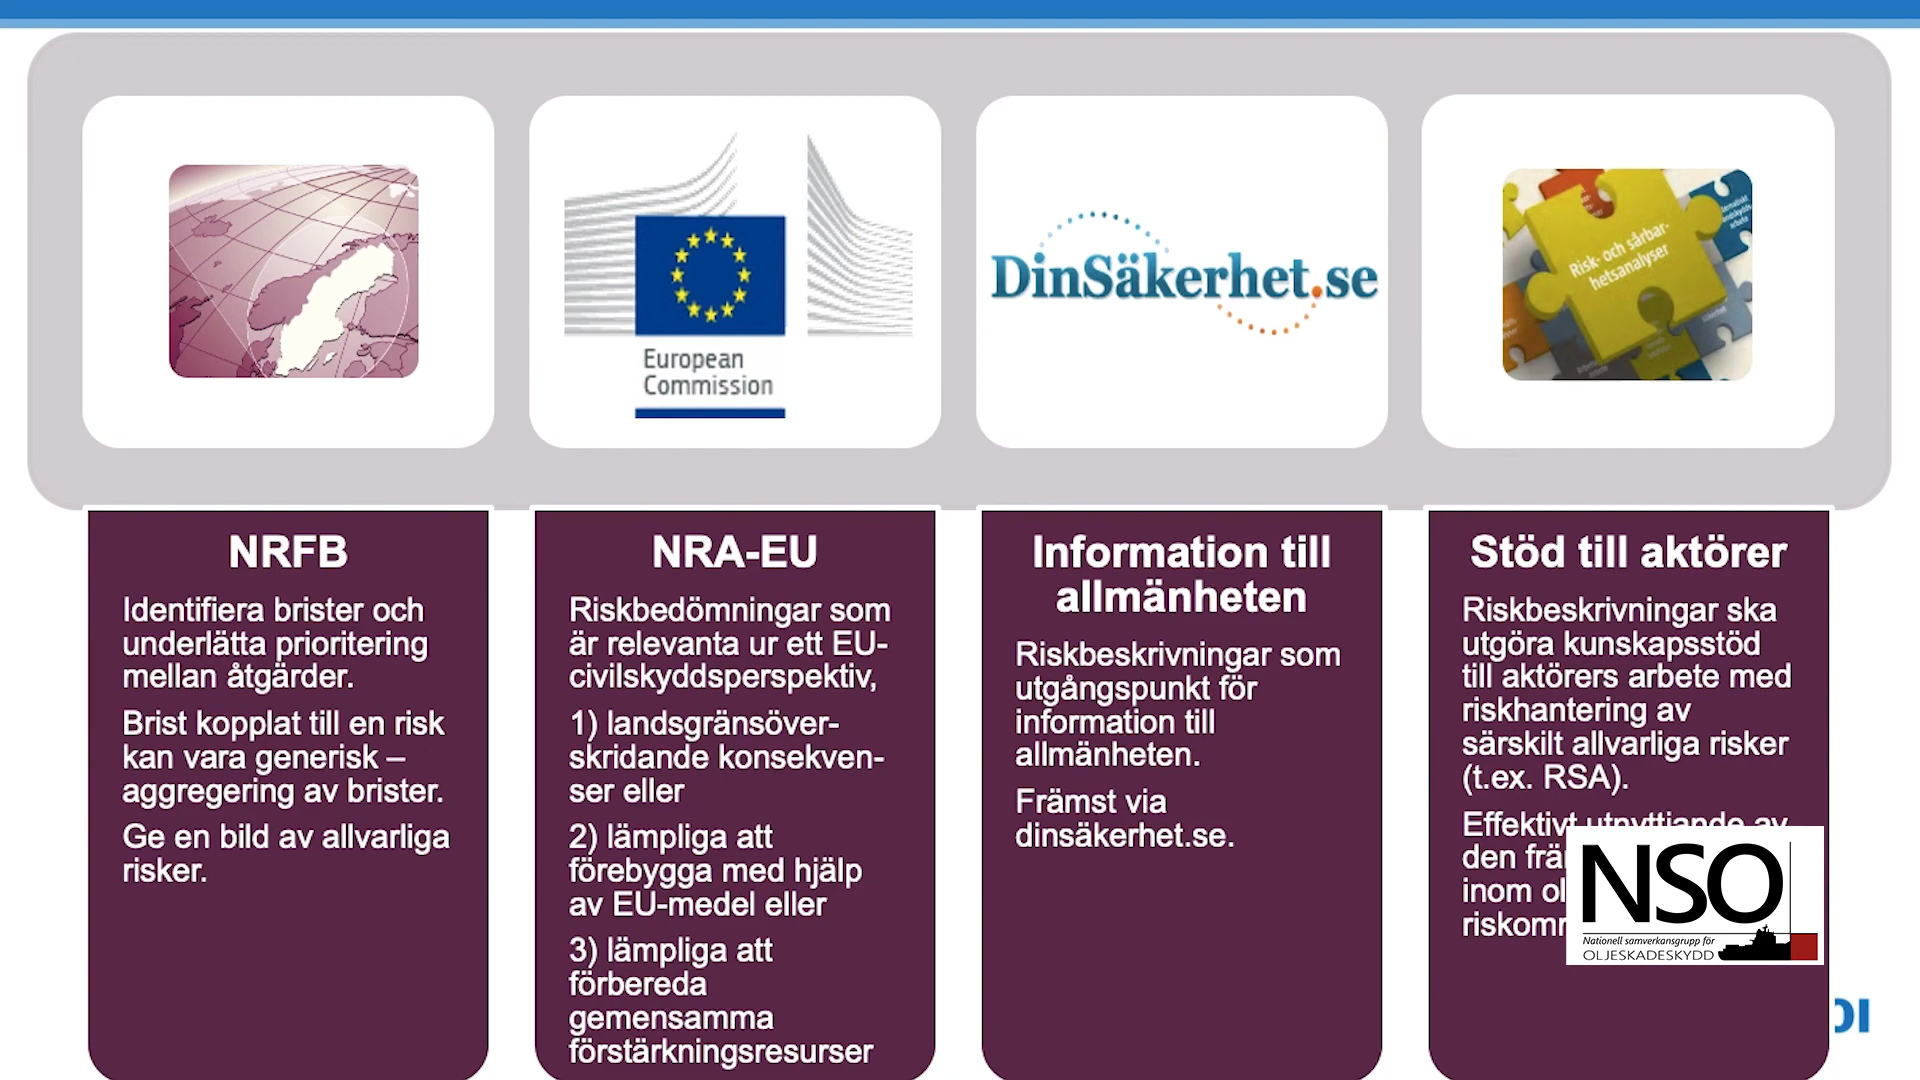 European
Commission
DinSäkerhet.se
Risk- och sårbar-
hetsanalyser
NRFB
Identifiera brister och
underlätta prioritering
mellan åtgärder.
Brist kopplat till en risk
kan vara generisk –
aggregering av brister.
Ge en bild av allvarliga
risker.
NRA-EU
Riskbedömningar som
är relevanta ur ett EU-
civilskyddsperspektiv,
1) landsgränsöver-
skridande konsekven-
ser eller
2) lämpliga att
förebygga med hjälp
av EU-medel eller
3) lämpliga att
förbereda
gemensamma
förstärkningsresurser
Information till
allmänheten
Riskbeskrivningar som
utgångspunkt för
information till
allmänheten.
Främst via
dinsäkerhet.se.
Stöd till aktörer
Riskbeskrivningar ska
utgöra kunskapsstöd
till aktörers arbete med
riskhantering av
särskilt allvarliga risker
(t.ex. RSA).
Effektivt utnyttjande av
den
inom
NSO
Nationell samverkansgrupp för
OLJESKADESKYDD